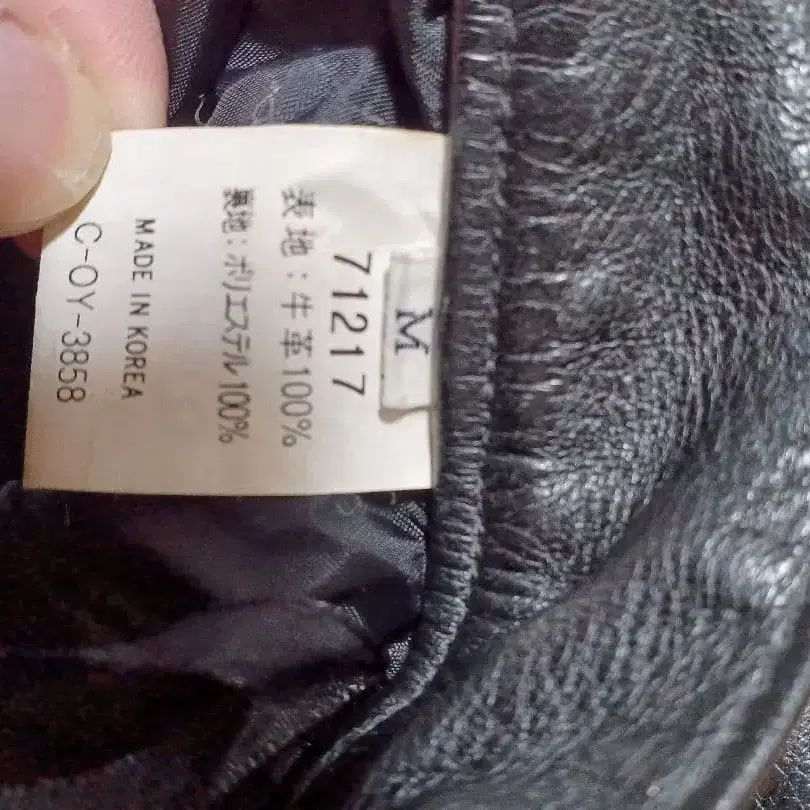 M
71217
表地：牛革100%
裏地：ポリエステル100%
MADE IN KOREA
C-OY-3858